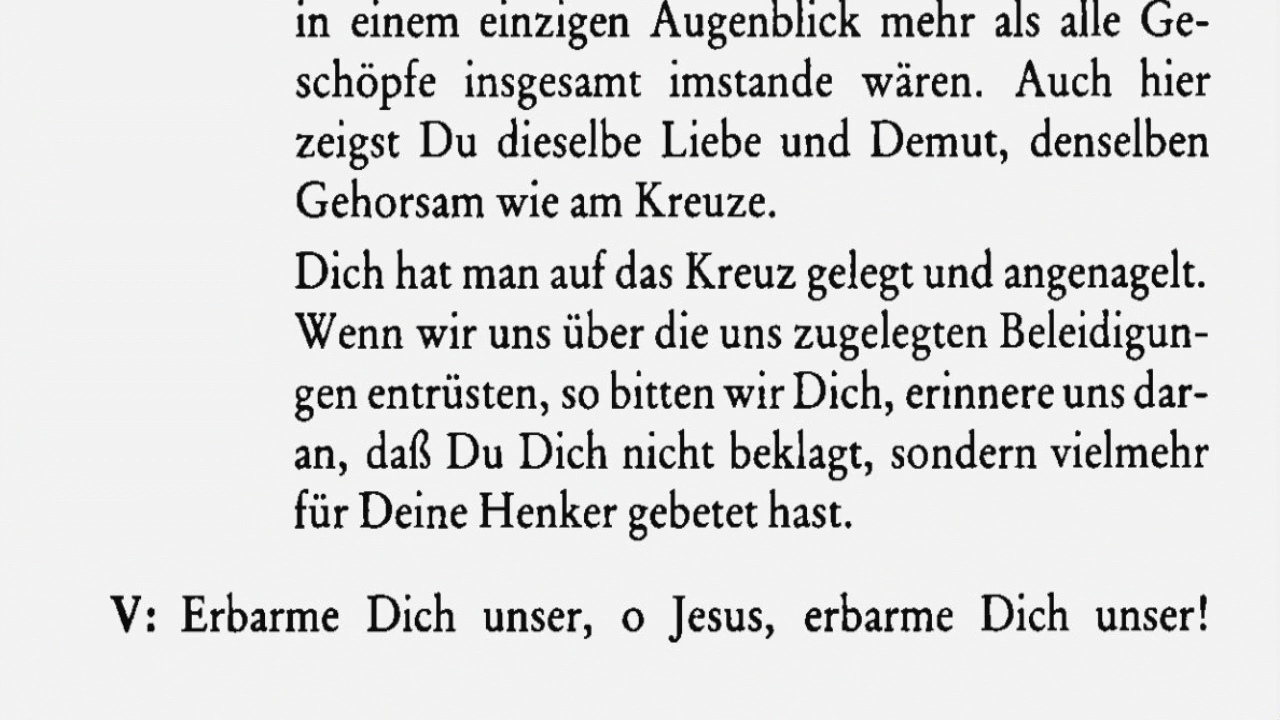 in einem einzigen Augenblick mehr als alle Ge-
schöpfe insgesamt imstande wären. Auch hier
zeigst Du dieselbe Liebe und Demut, denselben
Gehorsam wie am Kreuze.
Dich hat man auf das Kreuz gelegt und angenagelt.
Wenn wir uns über die uns zugelegten Beleidigun-
gen entrüsten, so bitten wir Dich, erinnere uns dar-
an, daß Du Dich nicht beklagt, sondern vielmehr
für Deine Henker gebetet hast.
V: Erbarme Dich unser, o Jesus, erbarme Dich unser!